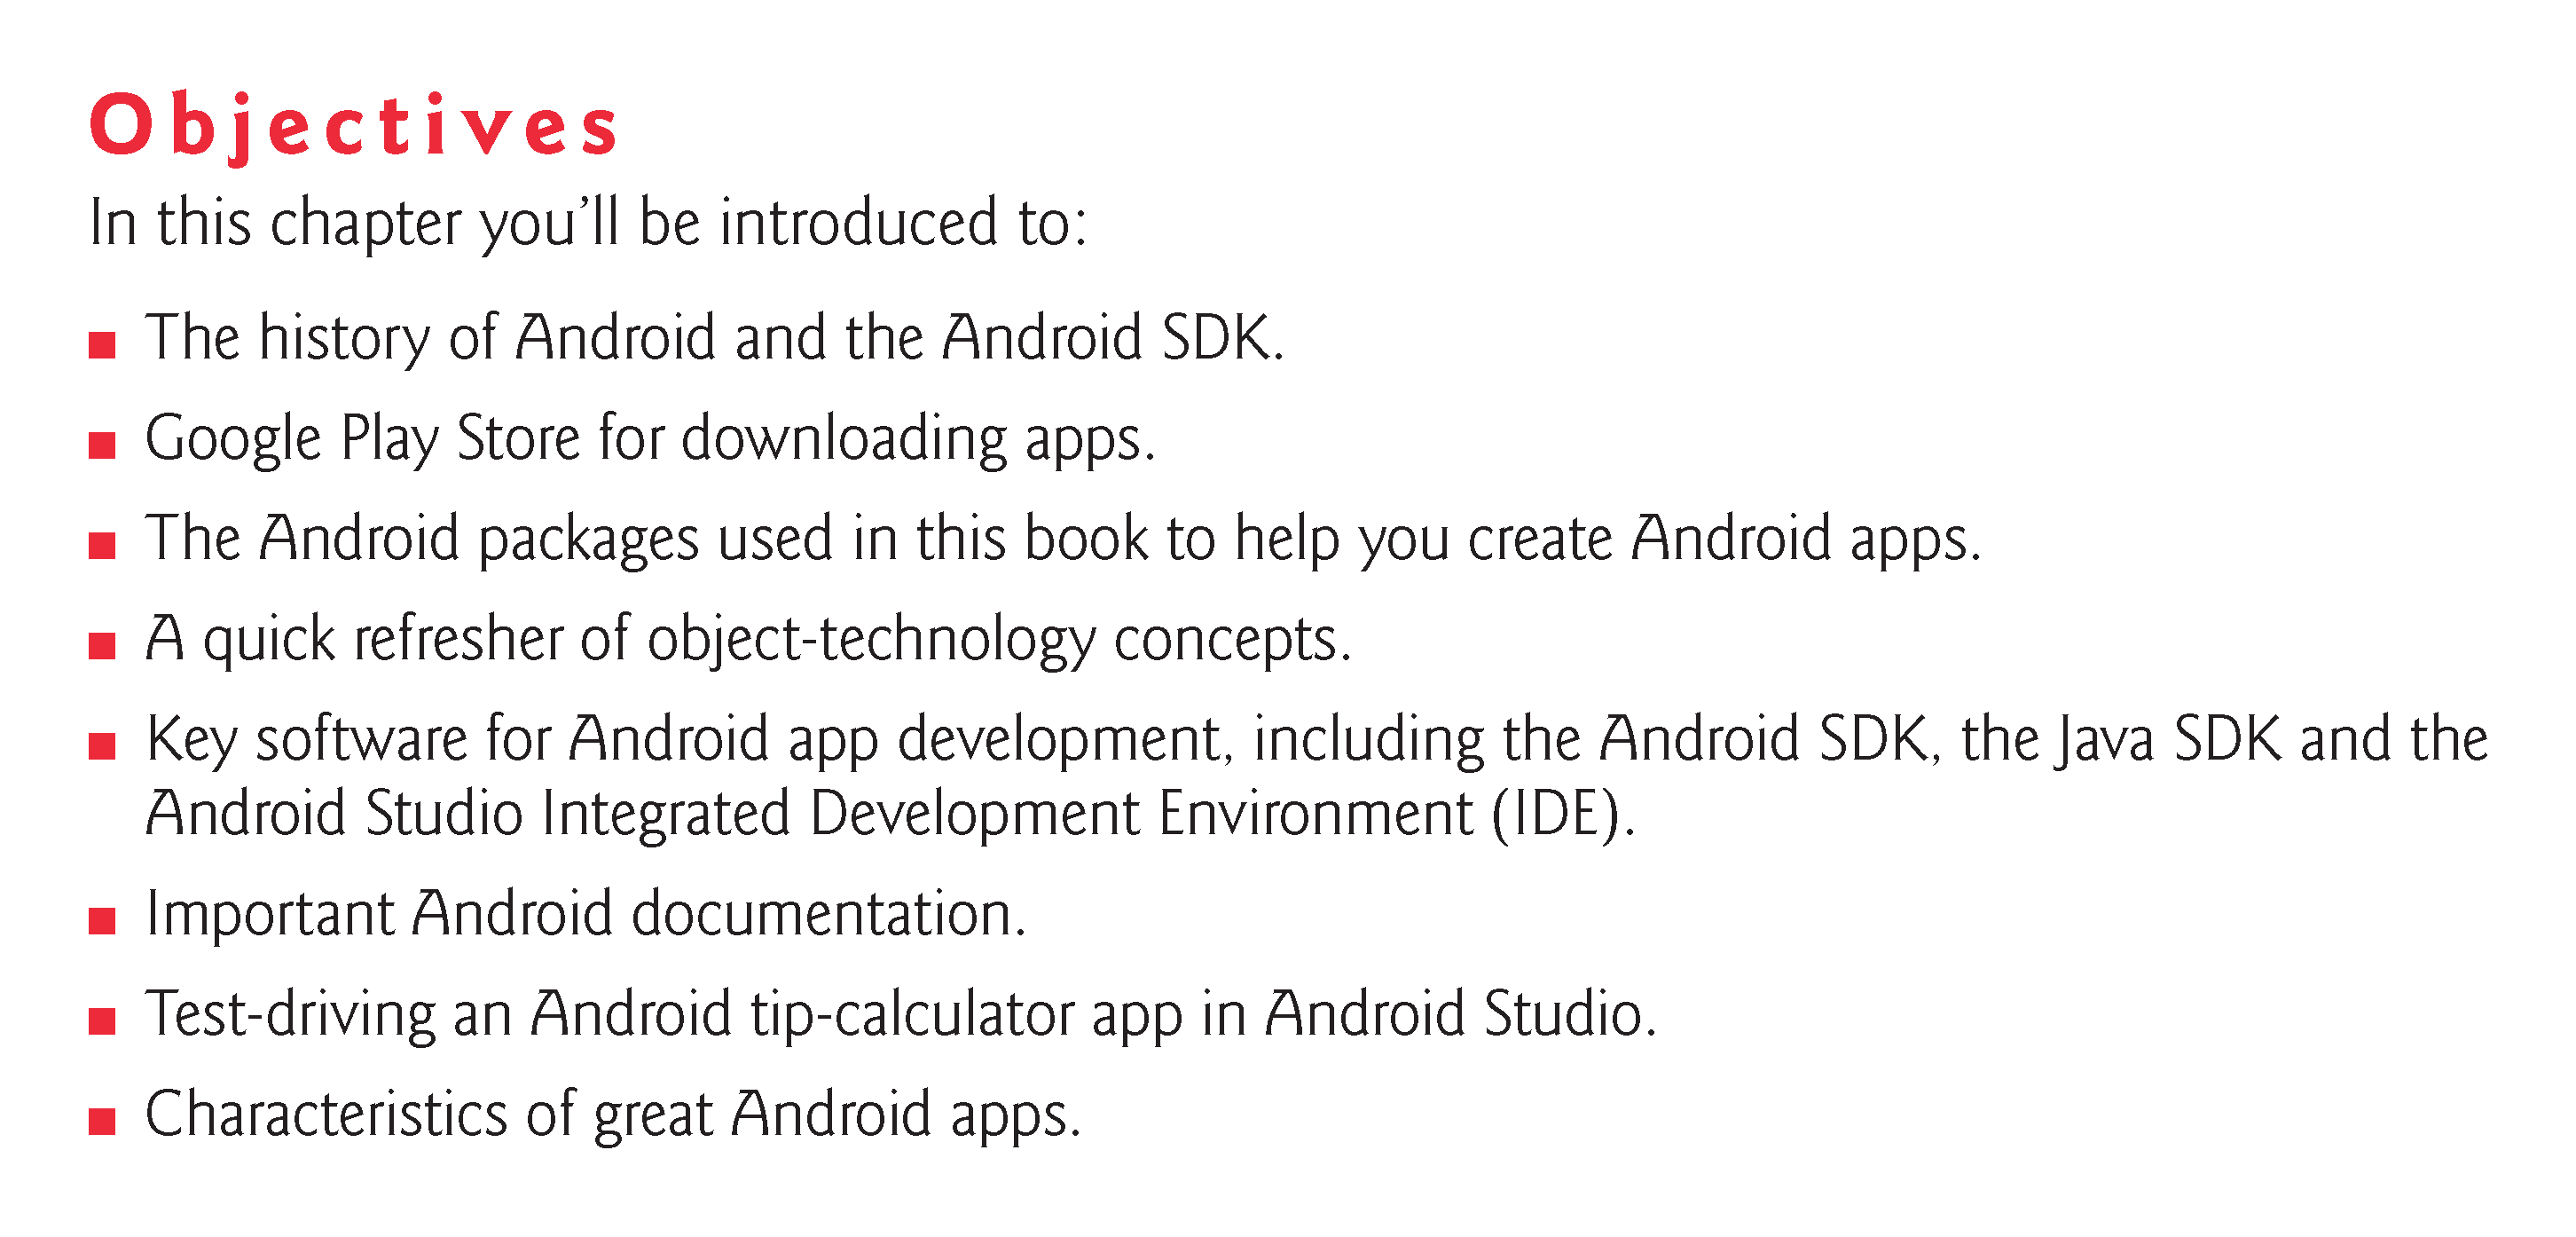 Objectives
In this chapter you’ll be introduced to:
■ The history of Android and the Android SDK.
■ Google Play Store for downloading apps.
■ The Android packages used in this book to help you create Android apps.
■ A quick refresher of object-technology concepts.
■ Key software for Android app development, including the Android SDK, the Java SDK and the
Android Studio Integrated Development Environment (IDE).
■ Important Android documentation.
■ Test-driving an Android tip-calculator app in Android Studio.
■ Characteristics of great Android apps.